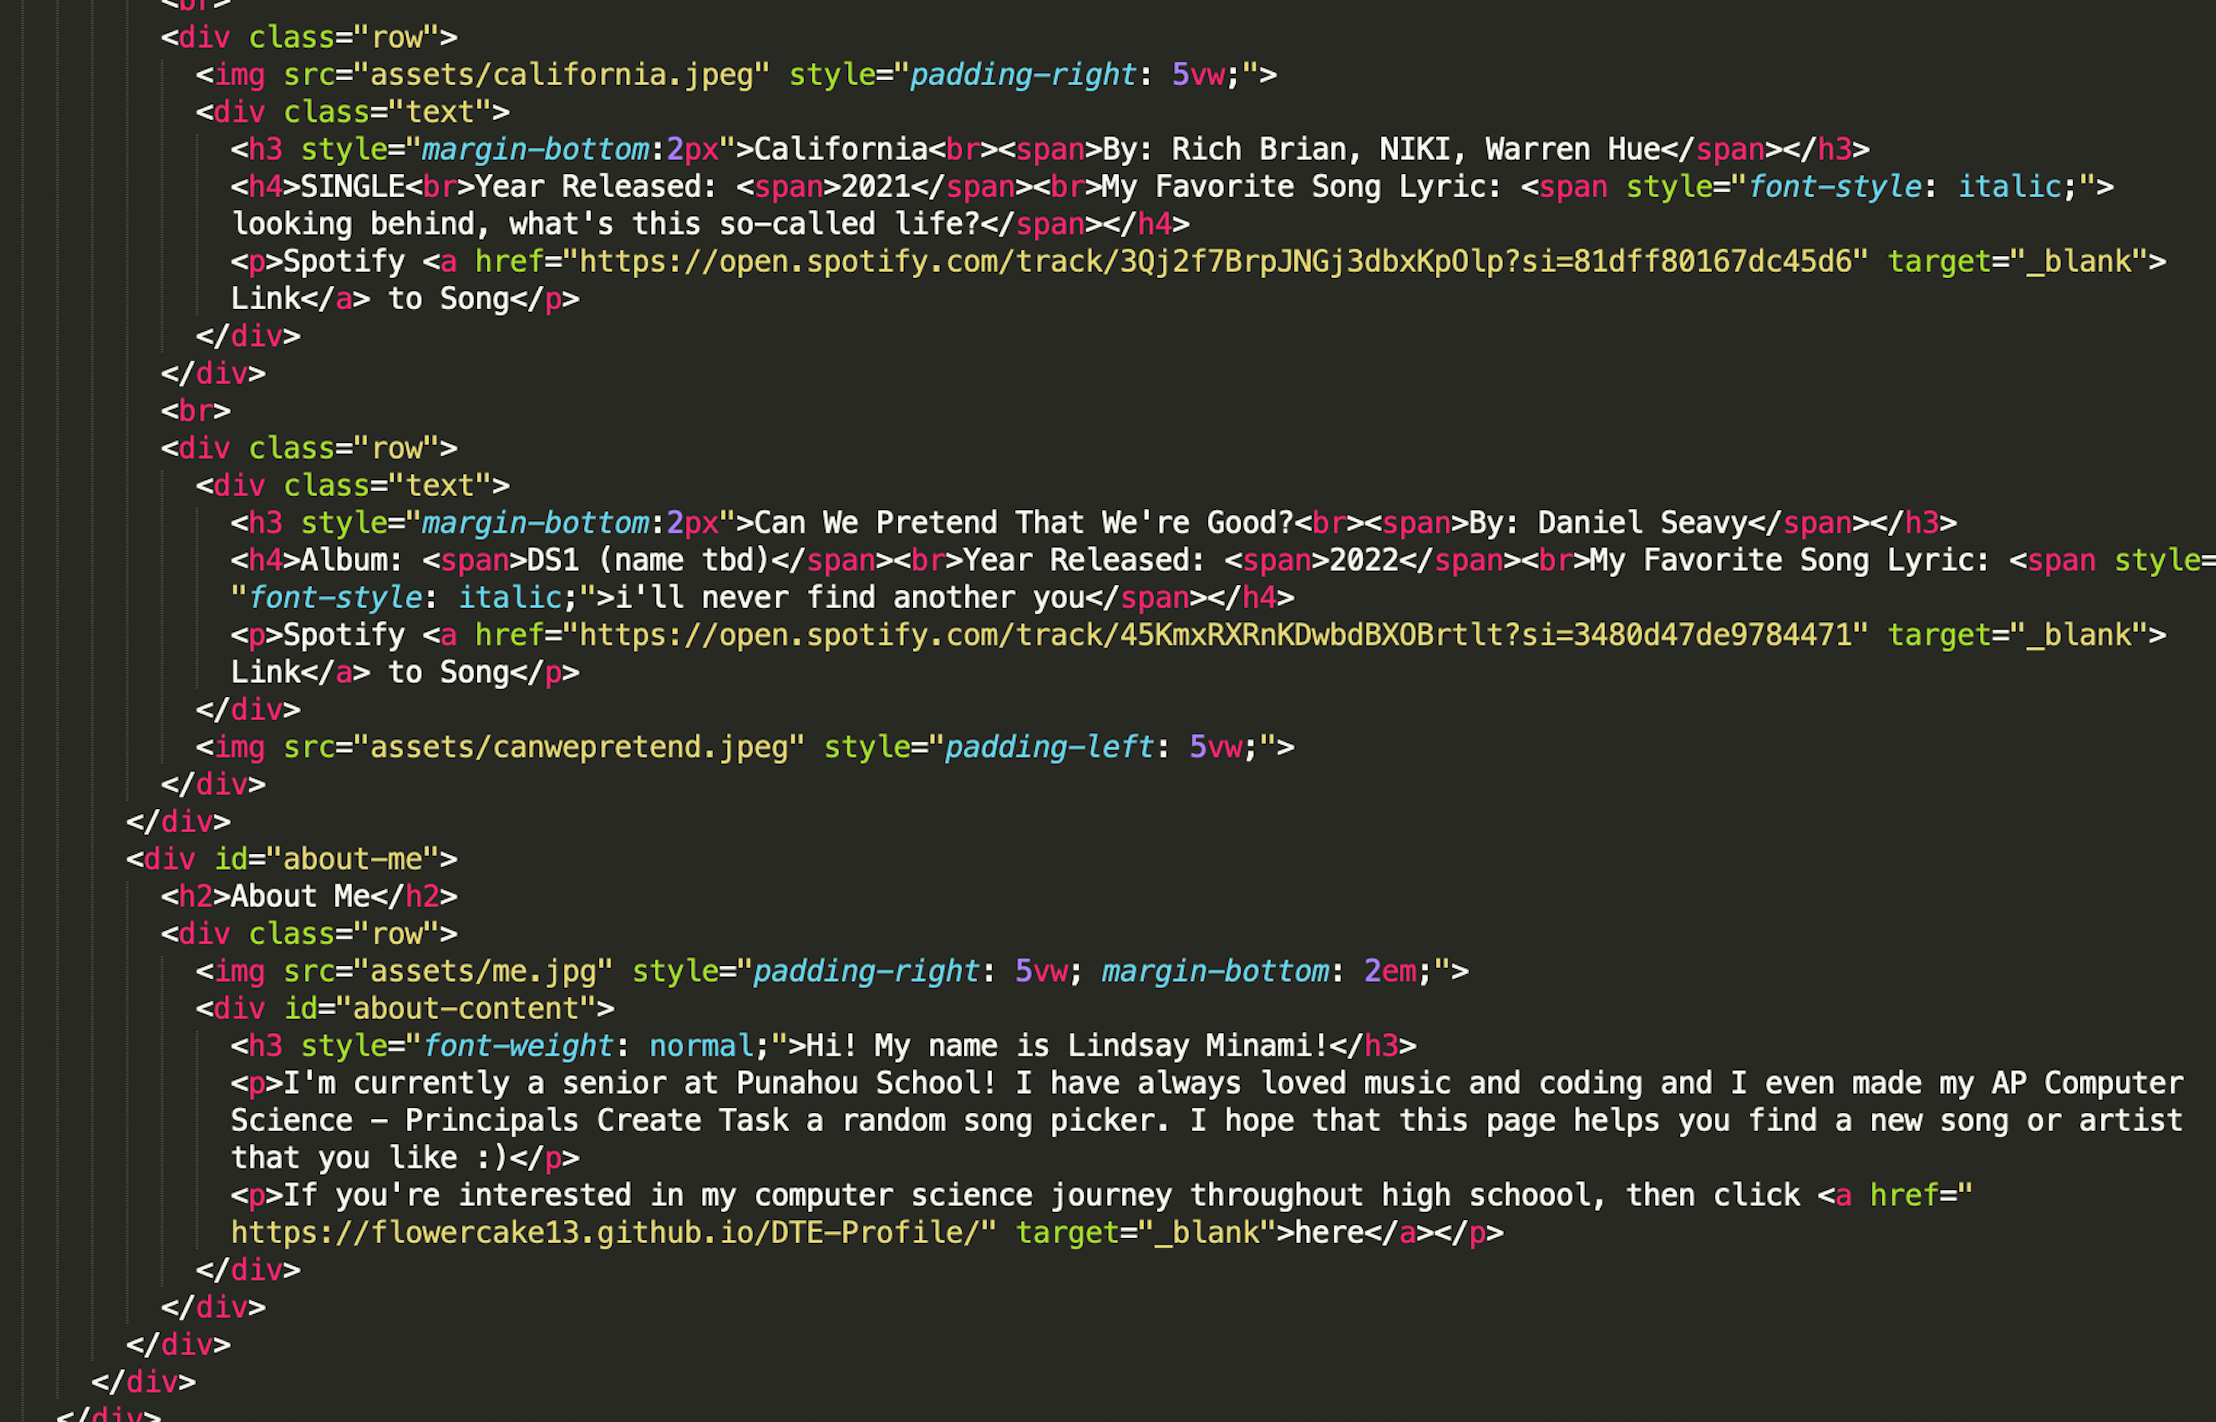 <br>
<div class="row">
<img src="assets/california.jpeg" style="padding-right: 5vw;">
<div class="text">
<h3 style="margin-bottom:2px">California<br><span>By: Rich Brian, NIKI, Warren Hue</span></h3>
<h4>SINGLE<br>Year Released: <span>2021</span><br>My Favorite Song Lyric: <span style="font-style: italic;">
looking behind, what's this so-called life?</span></h4>
<p>Spotify <a href="https://open.spotify.com/track/3Qj2f7BrpJNGj3dbxKpOlp?si=81dff80167dc45d6" target="_blank">
Link</a> to Song</p>
</div>
</div>
<br>
<div class="row">
<div class="text">
<h3 style="margin-bottom:2px">Can We Pretend That We're Good?<br><span>By: Daniel Seavy</span></h3>
<h4>Album: <span>DS1 (name tbd)</span><br>Year Released: <span>2022</span><br>My Favorite Song Lyric: <span style=
"font-style: italic;">i'll never find another you</span></h4>
<p>Spotify <a href="https://open.spotify.com/track/45KmxRXRnKDwbdBXOBrtlt?si=3480d47de9784471" target="_blank">
Link</a> to Song</p>
</div>
<img src="assets/canwepretend.jpeg" style="padding-left: 5vw;">
</div>
</div>
<div id="about-me">
<h2>About Me</h2>
<div class="row">
<img src="assets/me.jpg" style="padding-right: 5vw; margin-bottom: 2em;">
<div id="about-content">
<h3 style="font-weight: normal;">Hi! My name is Lindsay Minami!</h3>
<p>I'm currently a senior at Punahou School! I have always loved music and coding and I even made my AP Computer
Science - Principals Create Task a random song picker. I hope that this page helps you find a new song or artist
that you like :)</p>
<p>If you're interested in my computer science journey throughout high schoool, then click <a href="
https://flowercake13.github.io/DTE-Profile/" target="_blank">here</a></p>
</div>
</div>
</div>
</div>
</div>